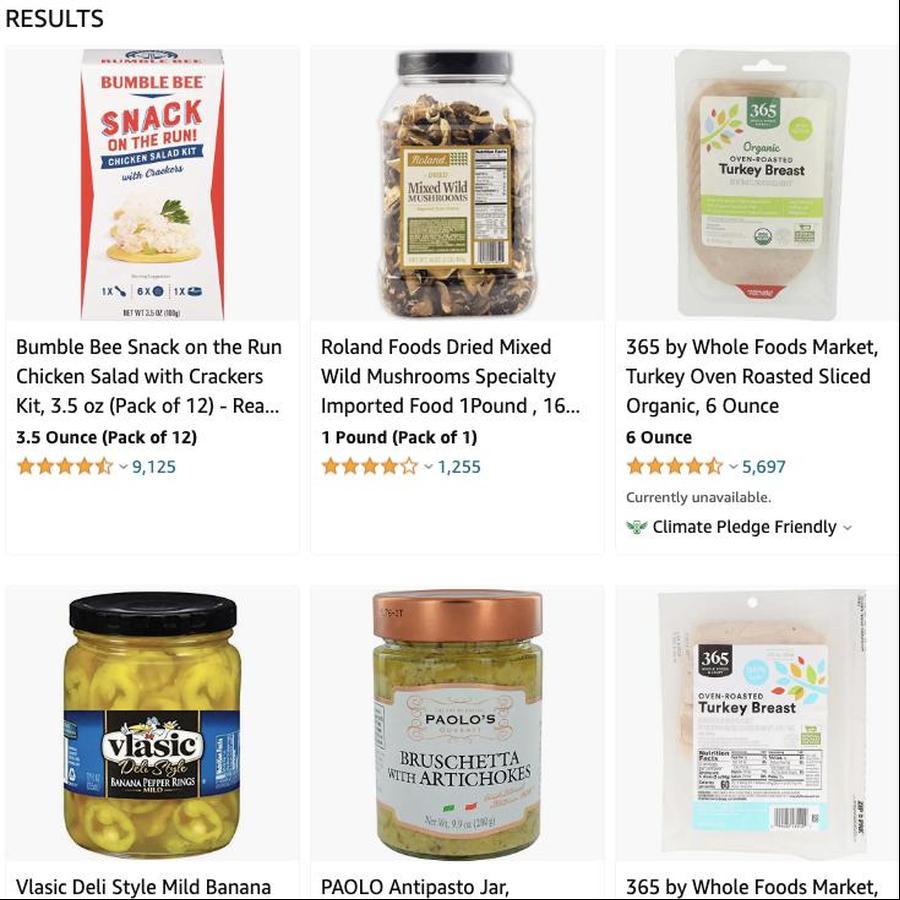 RESULTS
BUMBLE BEE
SNACK
ON THE RUN!
CHICKEN SALAD KIT
with Crackers
1X
6X
1X
NET WT 3.5 OZ (100g)
Roland
DRIED
Mixed Wild
MUSHROOMS
Nutrition Facts
365
Organic
OVEN-ROASTED
Turkey Breast
Bumble Bee Snack on the Run
Chicken Salad with Crackers
Kit, 3.5 oz (Pack of 12) - Rea...
3.5 Ounce (Pack of 12)
9,125
Roland Foods Dried Mixed
Wild Mushrooms Specialty
Imported Food 1Pound , 16...
1 Pound (Pack of 1)
1,255
365 by Whole Foods Market,
Turkey Oven Roasted Sliced
Organic, 6 Ounce
6 Ounce
5,697
Currently unavailable.
Climate Pledge Friendly
vlasic
Deli Style
BANANA PEPPER RINGS
MILD
PAOLO'S
GOURMET
BRUSCHETTA
WITH ARTICHOKES
Net Wt. 9.9 oz (280g)
365
OVEN-ROASTED
Turkey Breast
Nutrition
Facts
60
Vlasic Deli Style Mild Banana
PAOLO Antipasto Jar,
365 by Whole Foods Market,